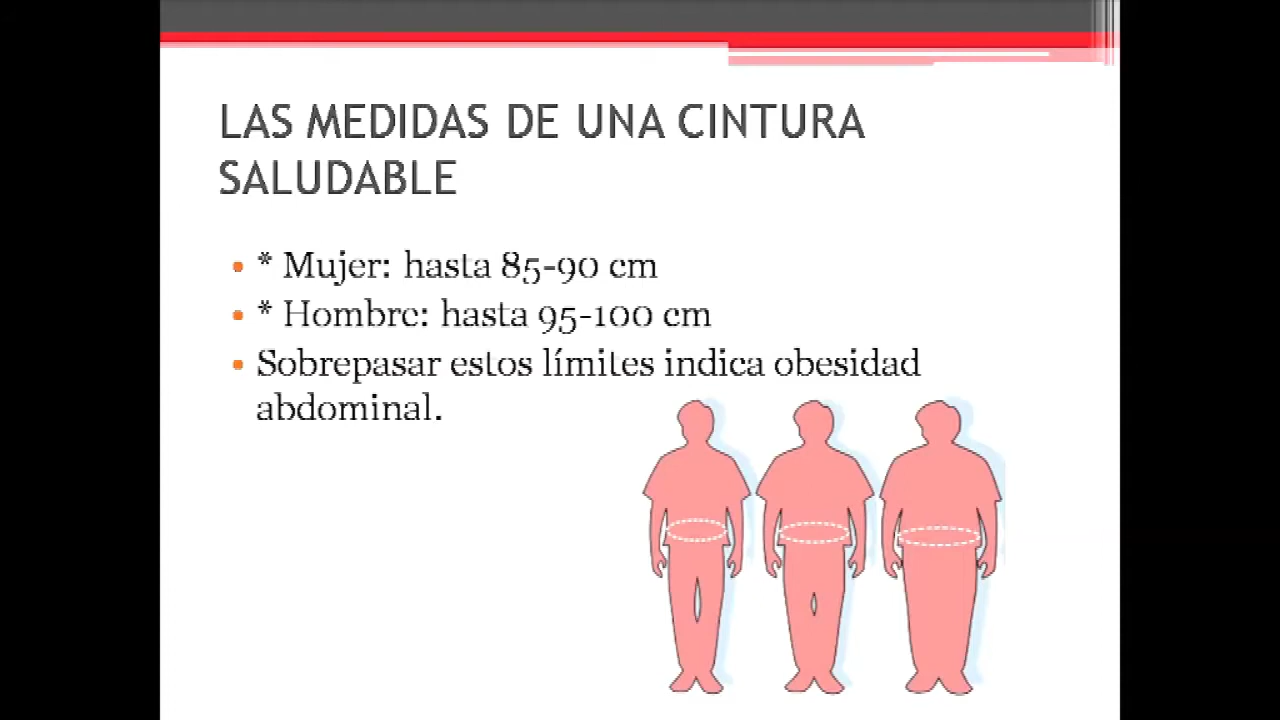 LAS MEDIDAS DE UNA CINTURA
SALUDABLE
* Mujer: hasta 85-90 cm
* Hombre: hasta 95-100 cm
Sobrepasar estos límites indica obesidad
abdominal.